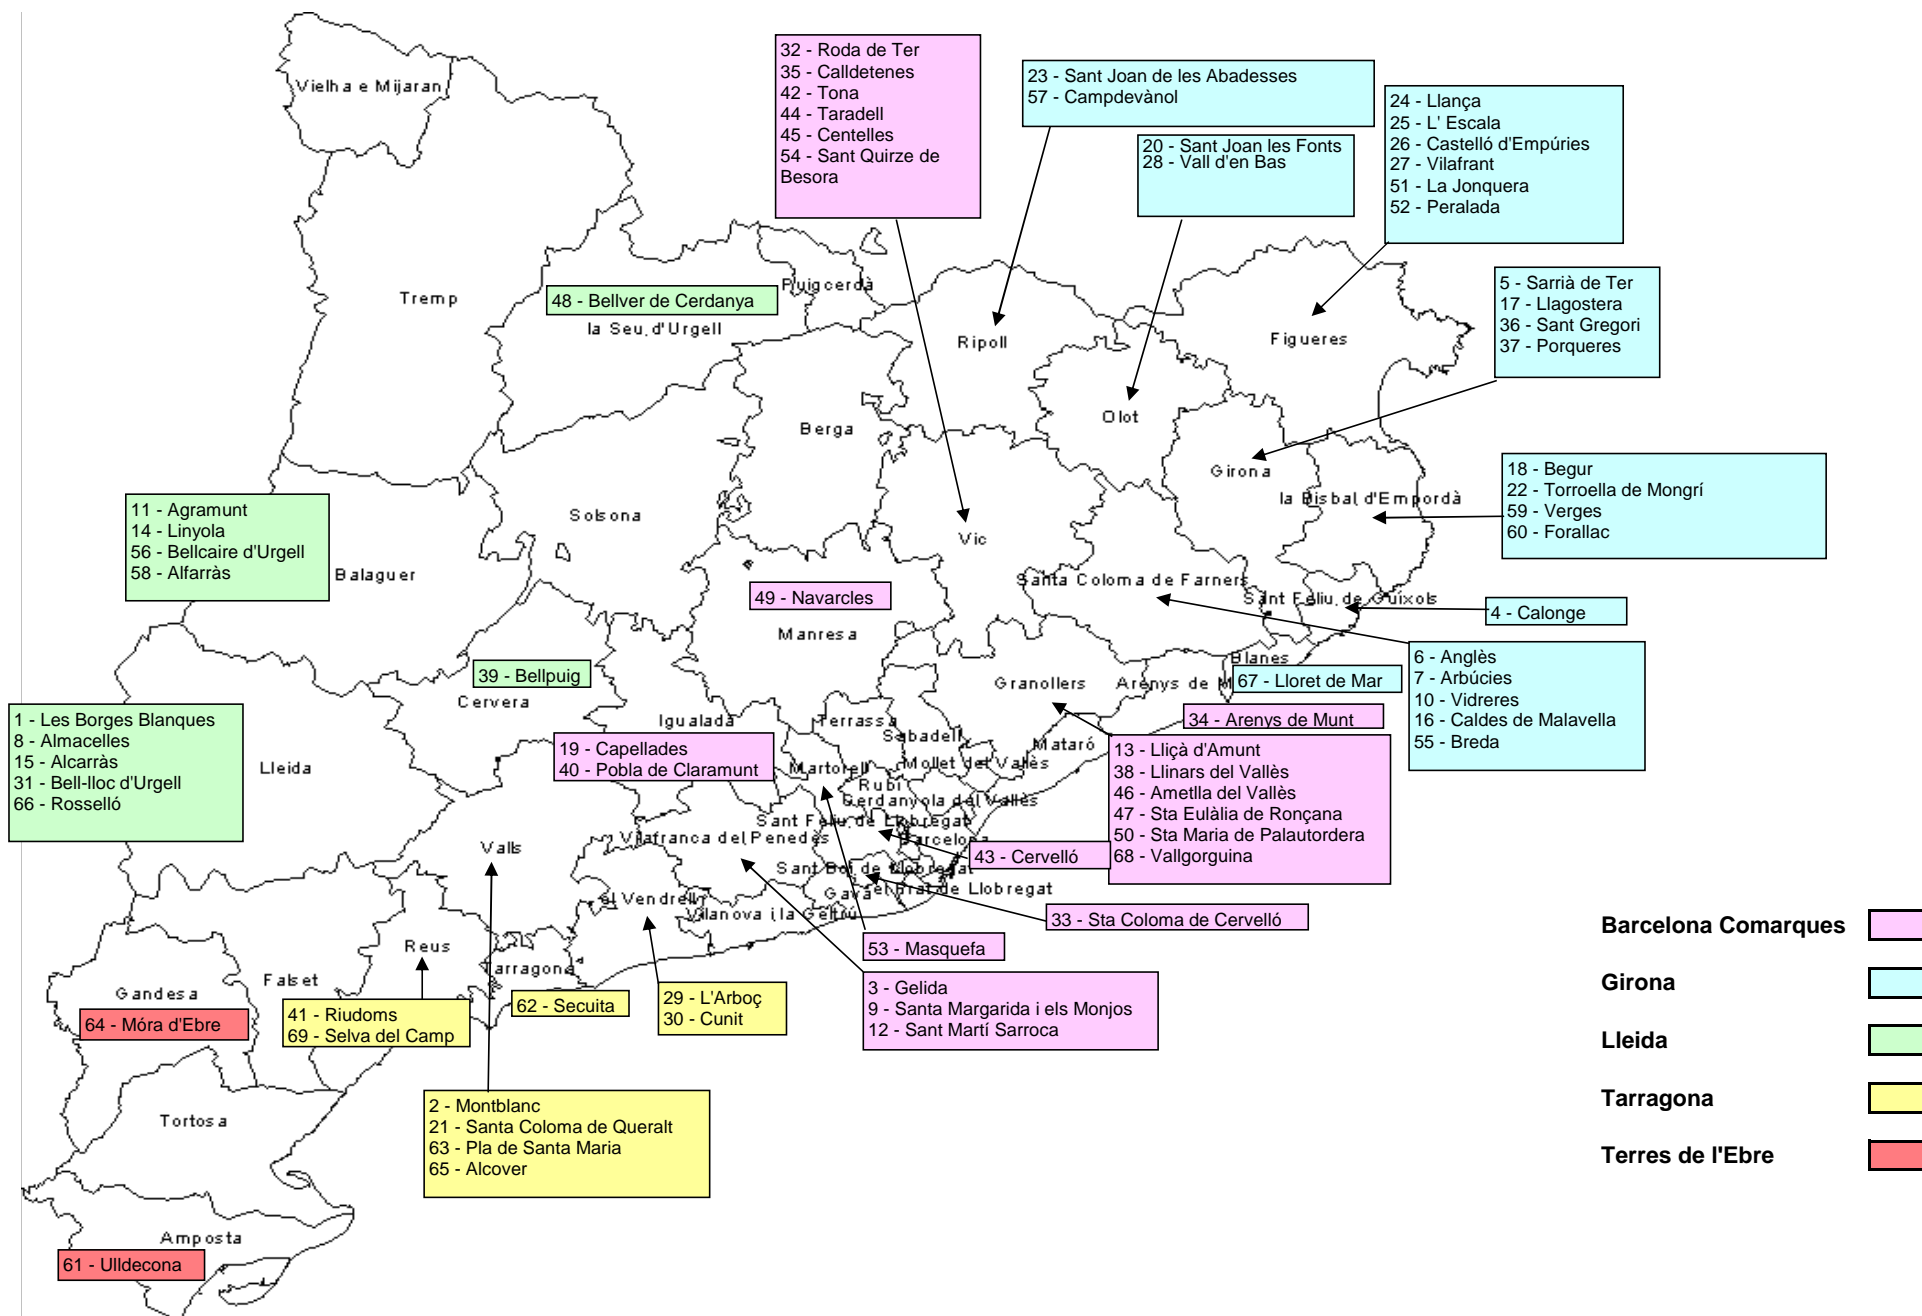 32 - Roda de Ter
35 - Calldetenes
42 - Tona
44 - Taradell
45 - Centelles
54 - Sant Quirze de
Besora
23 - Sant Joan de les Abadesses
57 - Campdevànol
24 - Llança
25 - L' Escala
26 - Castelló d'Empúries
27 - Vilafrant
51 - La Jonquera
52 - Peralada
20 - Sant Joan les Fonts
28 - Vall d'en Bas
Vielha e Mijaran
5 - Sarrià de Ter
17 - Llagostera
36 - Sant Gregori
37 - Porqueres
Puigcerdà
Tremp
48 - Bellver de Cerdanya
la Seu d'Urgell
Ripoll
Figueres
Olot
Berga
Girona
la Bisbal d'Empordà
18 - Begur
22 - Torroella de Mongrí
59 - Verges
60 - Forallac
11 - Agramunt
14 - Linyola
56 - Bellcaire d'Urgell
58 - Alfarràs
Solsona
Vic
Balaguer
Santa Coloma de Farners
Sant Feliu de Guíxols
49 - Navarcles
Manresa
4 - Calonge
6 - Anglès
7 - Arbúcies
10 - Vidreres
16 - Caldes de Malavella
55 - Breda
Blanes
39 - Bellpuig
Cervera
Granollers
Arenys de M
67 - Lloret de Mar
34 - Arenys de Munt
1 - Les Borges Blanques
8 - Almacelles
15 - Alcarràs
31 - Bell-lloc d'Urgell
66 - Rosselló
Lleida
Igualada
Terrassa
Sabadell
Mataró
19 - Capellades
40 - Pobla de Claramunt
Martorell
Mollet del Vallès
13 - Lliçà d'Amunt
38 - Llinars del Vallès
46 - Ametlla del Vallès
47 - Sta Eulàlia de Ronçana
50 - Sta Maria de Palautordera
68 - Vallgorguina
Rubí
Cerdanyola del Vallès
Sant Feliu de Llobregat
Vilafranca del Penedès
Barcelona
Valls
43 - Cervelló
Sant Boi de Llobregat
Gavà
el Prat de Llobregat
el Vendrell
Vilanova i la Geltrú
33 - Sta Coloma de Cervelló
Reus
53 - Masquefa
Tarragona
Falset
Gandesa
64 - Móra d'Ebre
41 - Riudoms
69 - Selva del Camp
62 - Secuita
29 - L'Arboç
30 - Cunit
3 - Gelida
9 - Santa Margarida i els Monjos
12 - Sant Martí Sarroca
Tortosa
2 - Montblanc
21 - Santa Coloma de Queralt
63 - Pla de Santa Maria
65 - Alcover
Amposta
61 - Ulldecona
Barcelona Comarques
Girona
Lleida
Tarragona
Terres de l'Ebre